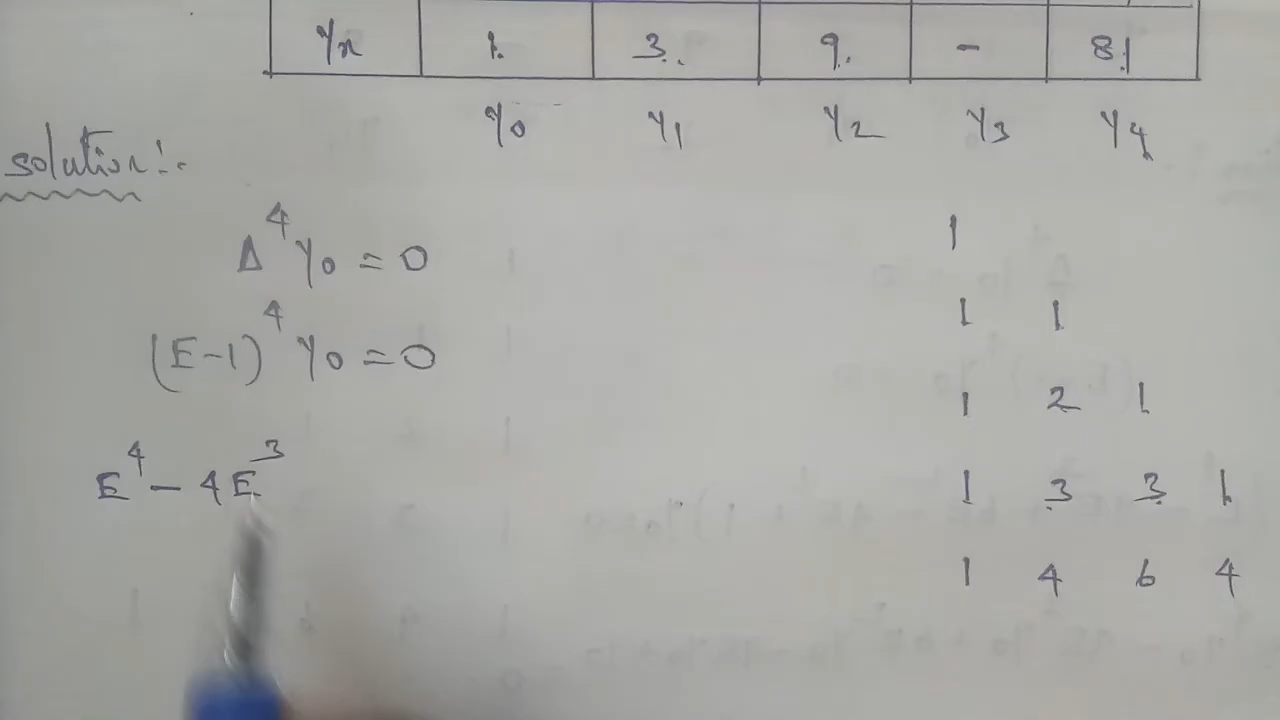 Yx 1. 3. 9. - 81
Y0 Y1 Y2 Y3 Y4
solution:-
Δ⁴ Y0 = 0
(E-1)⁴ Y0 = 0
E⁴ - 4E³
1
1 1
1 2 1
1 3 3 1
1 4 6 4